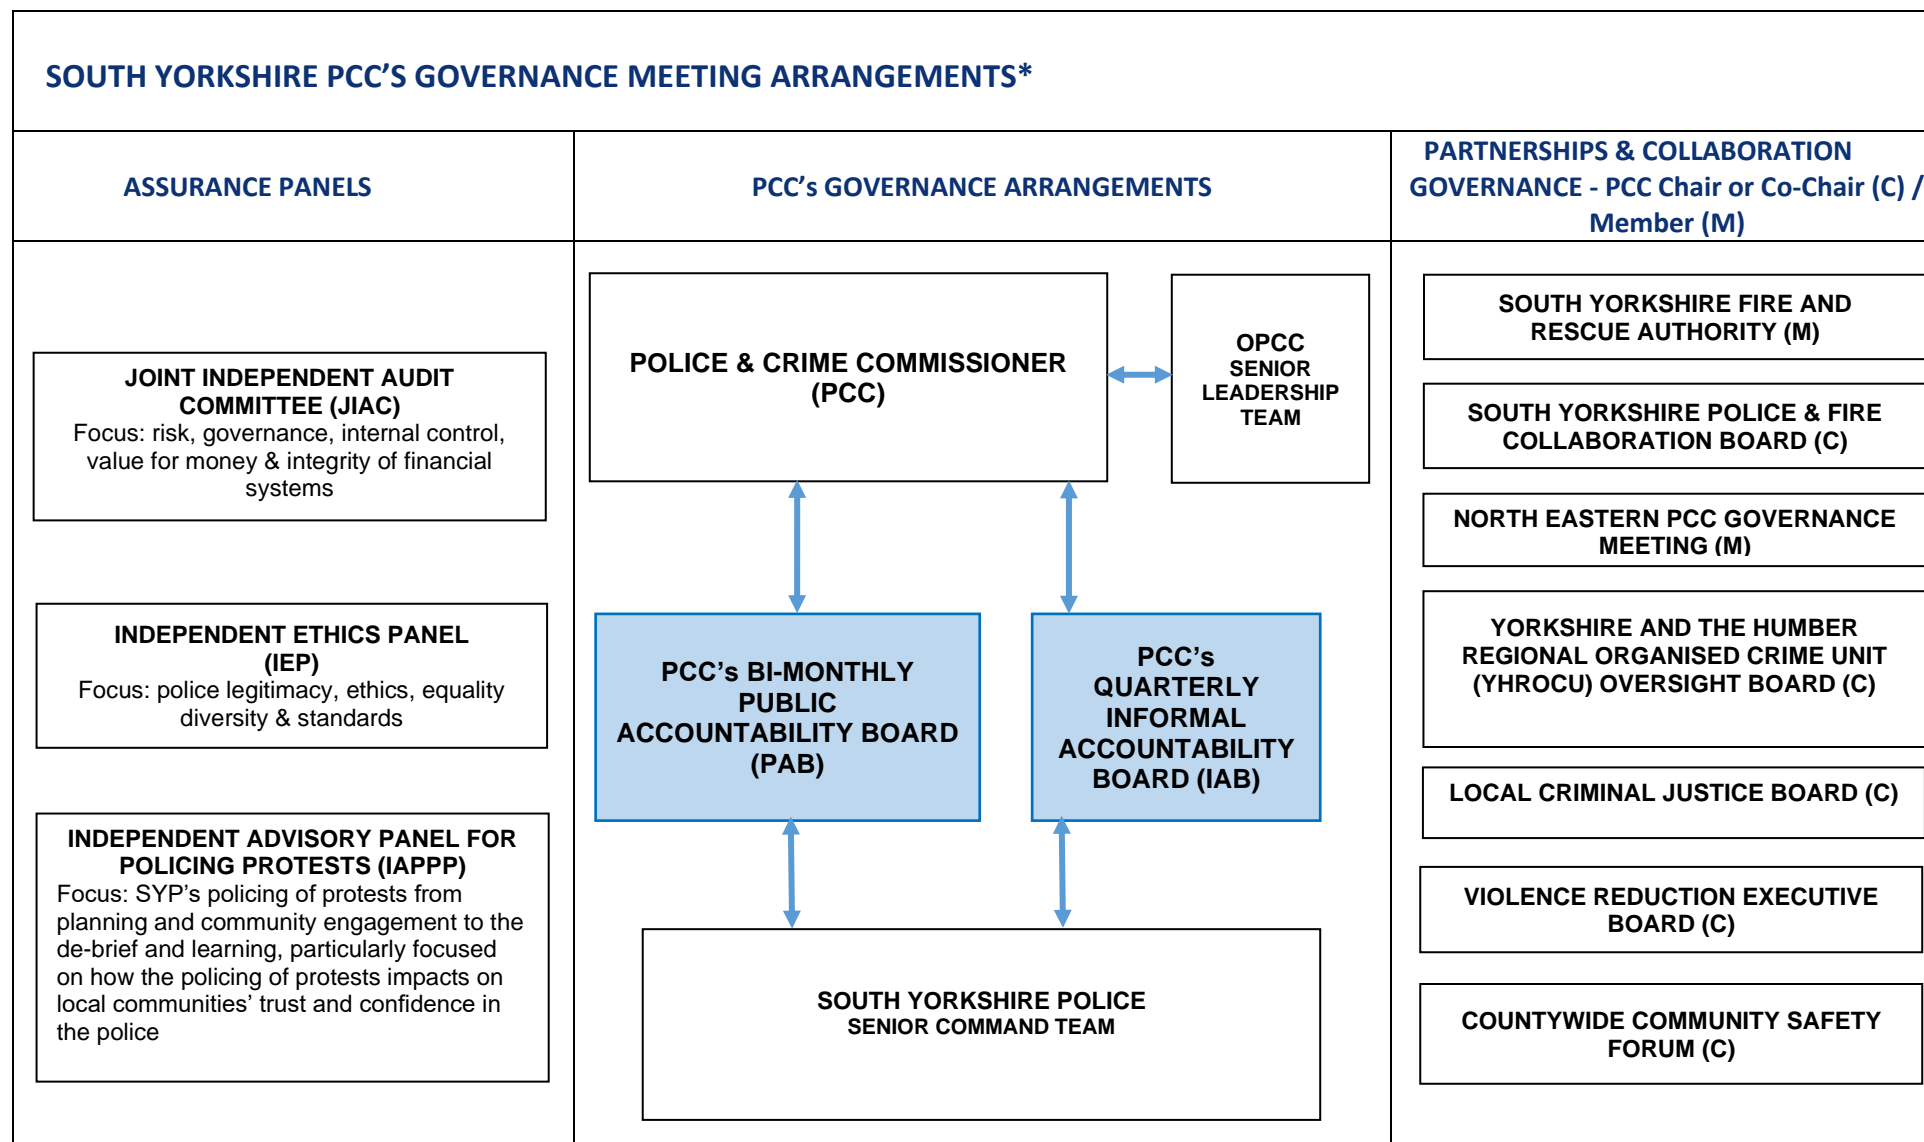 SOUTH YORKSHIRE PCC’S GOVERNANCE MEETING ARRANGEMENTS*
ASSURANCE PANELS
PCC’s GOVERNANCE ARRANGEMENTS
PARTNERSHIPS & COLLABORATION
GOVERNANCE - PCC Chair or Co-Chair (C) /
Member (M)
JOINT INDEPENDENT AUDIT
COMMITTEE (JIAC)
Focus: risk, governance, internal control,
value for money & integrity of financial
systems
INDEPENDENT ETHICS PANEL
(IEP)
Focus: police legitimacy, ethics, equality
diversity & standards
INDEPENDENT ADVISORY PANEL FOR
POLICING PROTESTS (IAPPP)
Focus: SYP’s policing of protests from
planning and community engagement to the
de-brief and learning, particularly focused
on how the policing of protests impacts on
local communities’ trust and confidence in
the police
POLICE & CRIME COMMISSIONER
(PCC)
OPCC
SENIOR
LEADERSHIP
TEAM
PCC’s BI-MONTHLY
PUBLIC
ACCOUNTABILITY BOARD
(PAB)
PCC’s
QUARTERLY
INFORMAL
ACCOUNTABILITY
BOARD (IAB)
SOUTH YORKSHIRE POLICE
SENIOR COMMAND TEAM
SOUTH YORKSHIRE FIRE AND
RESCUE AUTHORITY (M)
SOUTH YORKSHIRE POLICE & FIRE
COLLABORATION BOARD (C)
NORTH EASTERN PCC GOVERNANCE
MEETING (M)
YORKSHIRE AND THE HUMBER
REGIONAL ORGANISED CRIME UNIT
(YHROCU) OVERSIGHT BOARD (C)
LOCAL CRIMINAL JUSTICE BOARD (C)
VIOLENCE REDUCTION EXECUTIVE
BOARD (C)
COUNTYWIDE COMMUNITY SAFETY
FORUM (C)